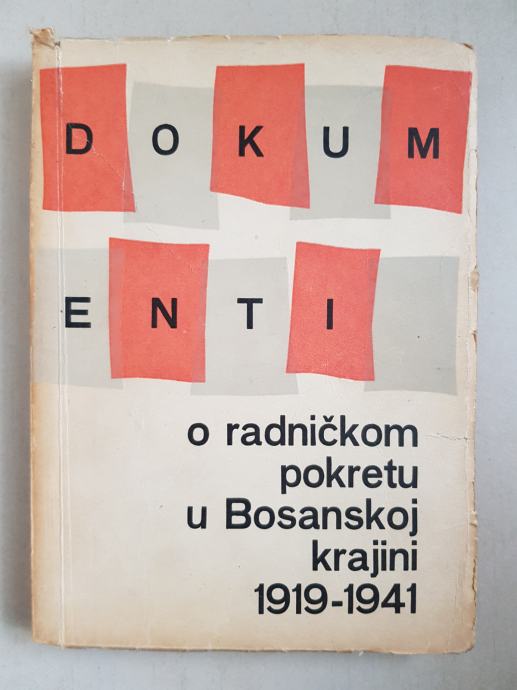 DOKUM
ENTI
o radničkom
pokretu
u Bosanskoj
krajini
1919-1941